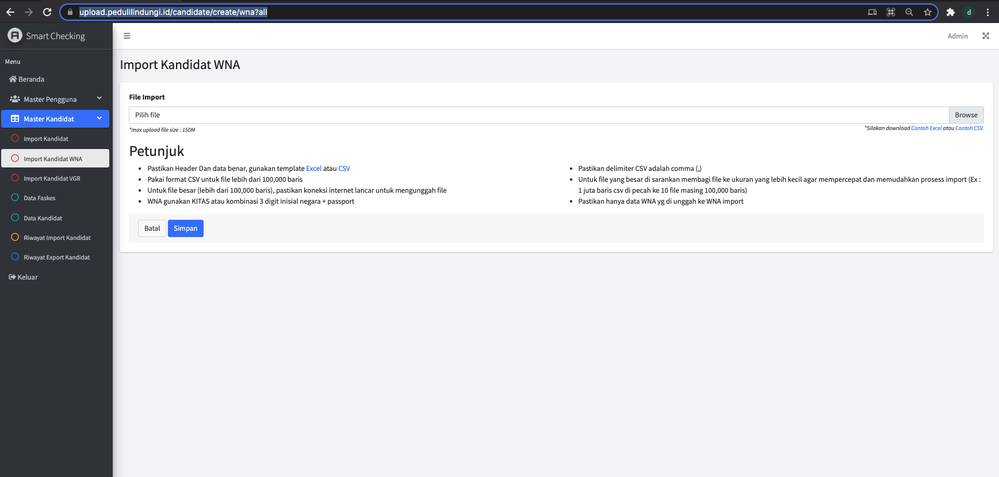 upload.pedulilindungi.id/candidate/create/wna?all
d
Smart Checking
Admin
Menu
Beranda
Master Pengguna
Master Kandidat
Import Kandidat
Import Kandidat WNA
Import Kandidat VGR
Data Faskes
Data Kandidat
Riwayat Import Kandidat
Riwayat Export Kandidat
Keluar
Import Kandidat WNA
File Import
Pilih file
Browse
*max upload file size : 150M
*Silakan download Contoh Excel atau Contoh CSV.
Petunjuk
Pastikan Header Dan data benar, gunakan template Excel atau CSV
Pakai format CSV untuk file lebih dari 100,000 baris
Untuk file besar (lebih dari 100,000 baris), pastikan koneksi internet lancar untuk mengunggah file
WNA gunakan KITAS atau kombinasi 3 digit inisial negara + passport
Pastikan delimiter CSV adalah comma (,)
Untuk file yang besar di sarankan membagi file ke ukuran yang lebih kecil agar mempercepat dan memudahkan prosess import (Ex :
1 juta baris csv di pecah ke 10 file masing 100,000 baris)
Pastikan hanya data WNA yg di unggah ke WNA import
Batal
Simpan